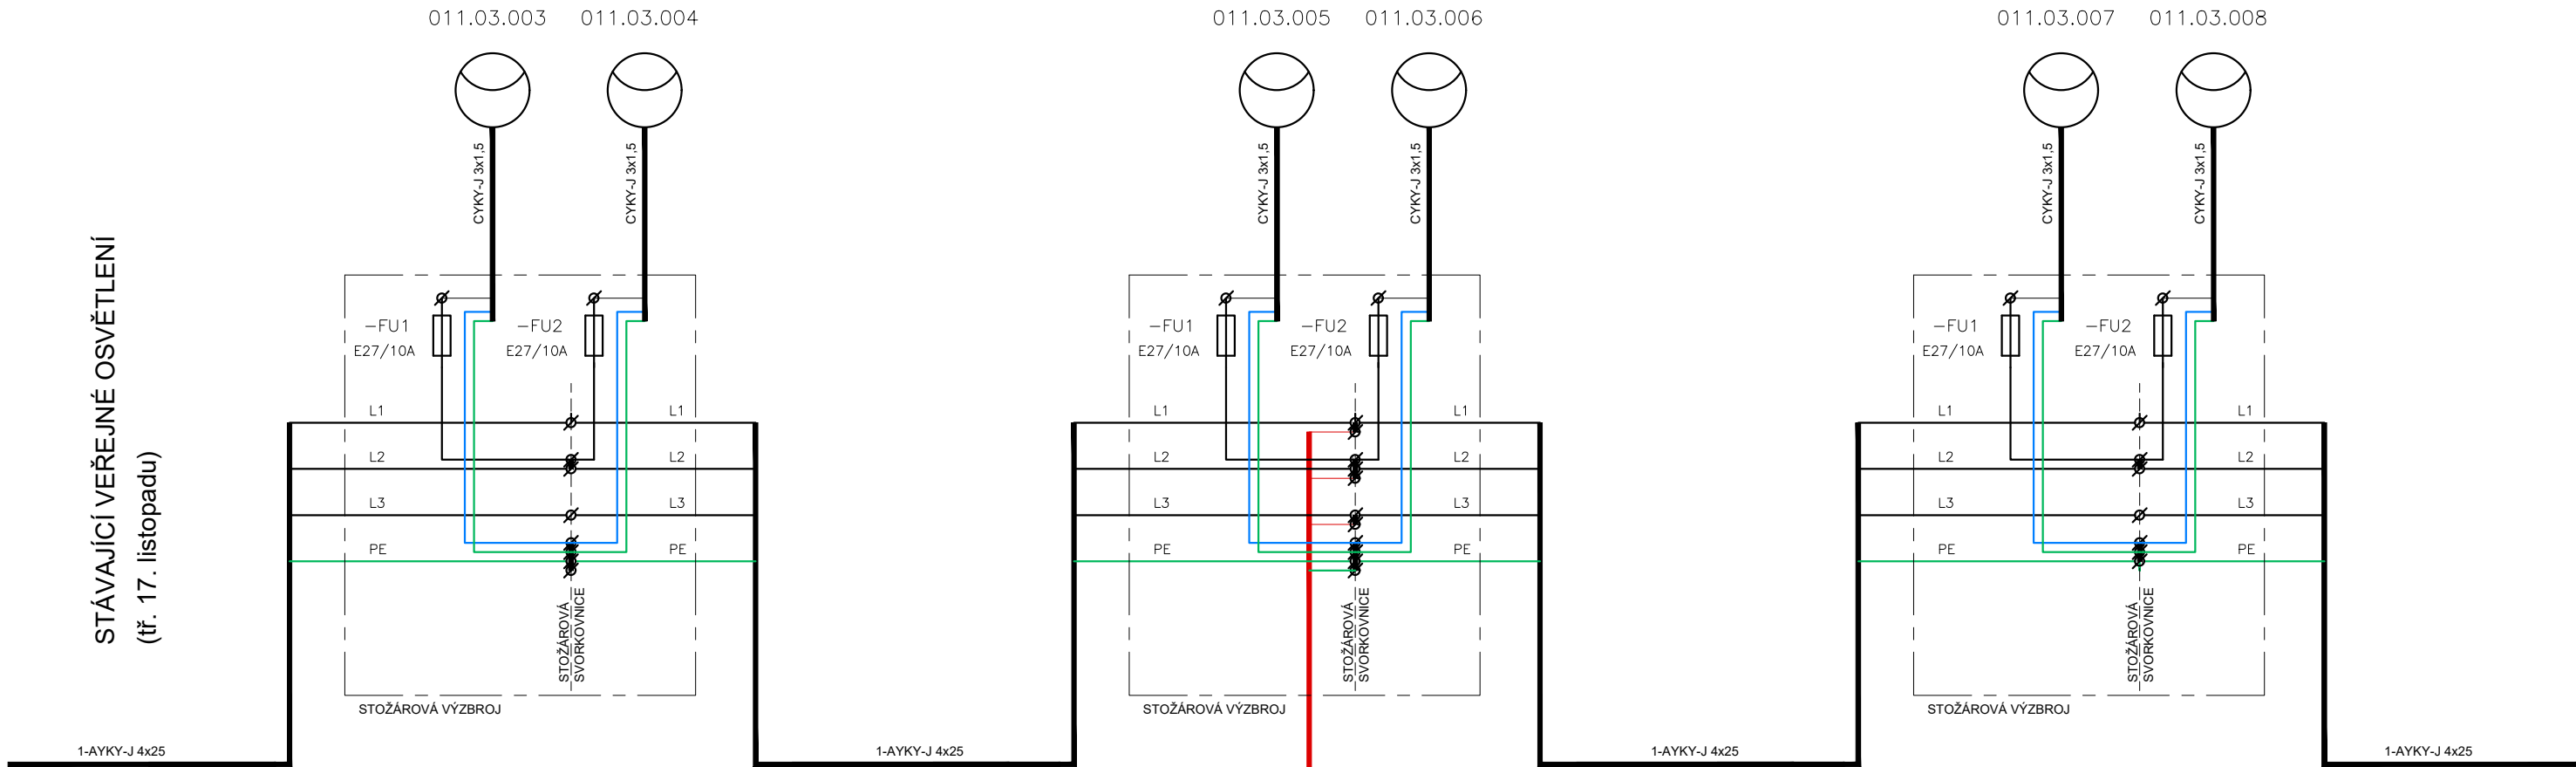 011.03.003 011.03.004
011.03.005 011.03.006
011.03.007 011.03.008
CYKY-J 3x1,5
CYKY-J 3x1,5
CYKY-J 3x1,5
CYKY-J 3x1,5
CYKY-J 3x1,5
CYKY-J 3x1,5
STÁVAJÍCÍ VEŘEJNÉ OSVĚTLENÍ
(tř. 17. listopadu)
-FU1
E27/10A
-FU2
E27/10A
L1
L1
L2
L2
L3
L3
PE
PE
STOŽÁROVÁ
SVORKOVNICE
STOŽÁROVÁ VÝZBROJ
-FU1
E27/10A
-FU2
E27/10A
L1
L1
L2
L2
L3
L3
PE
PE
STOŽÁROVÁ
SVORKOVNICE
STOŽÁROVÁ VÝZBROJ
-FU1
E27/10A
-FU2
E27/10A
L1
L1
L2
L2
L3
L3
PE
PE
STOŽÁROVÁ
SVORKOVNICE
STOŽÁROVÁ VÝZBROJ
1-AYKY-J 4x25
1-AYKY-J 4x25
1-AYKY-J 4x25
1-AYKY-J 4x25